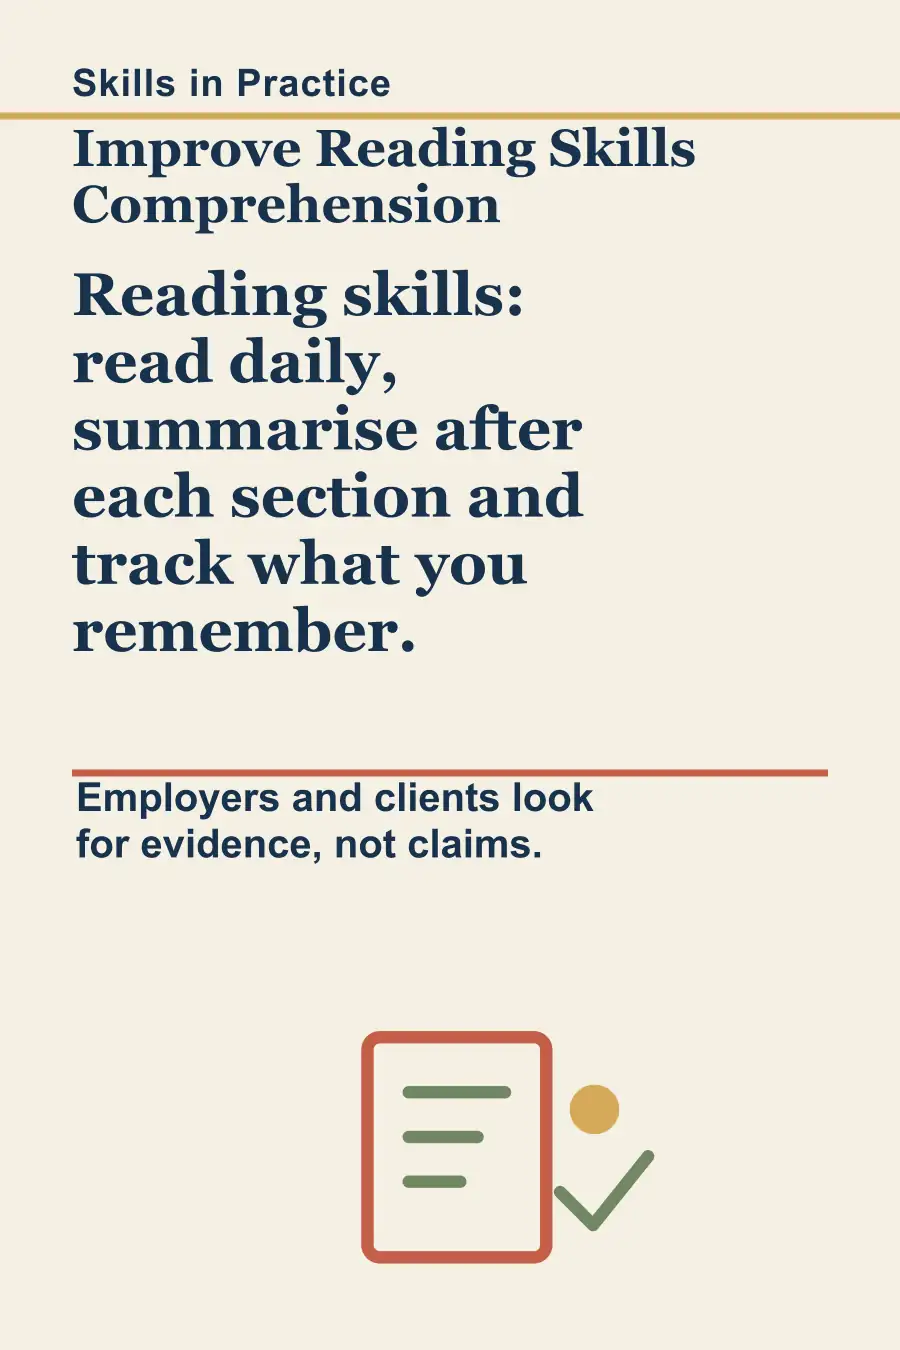 Skills in Practice
Improve Reading Skills
Comprehension
Reading skills:
read daily,
summarise after
each section and
track what you
remember.
Employers and clients look
for evidence, not claims.